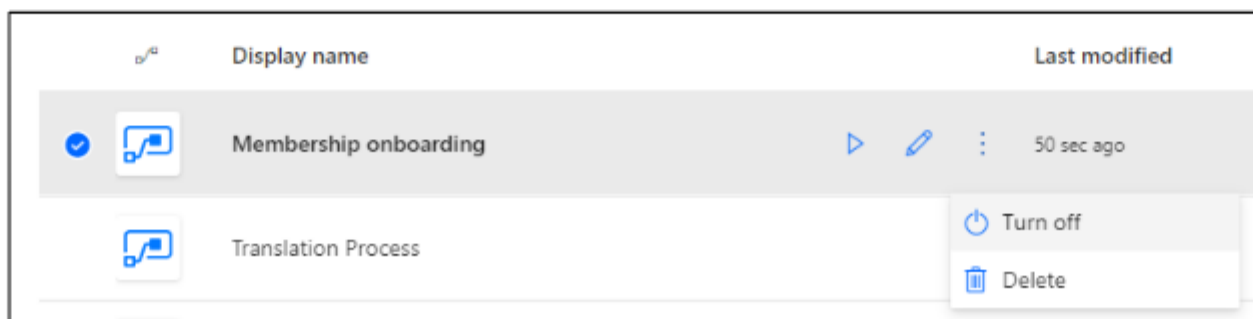 Display name Last modified
Membership onboarding 50 sec ago
Turn off
Translation Process
Delete